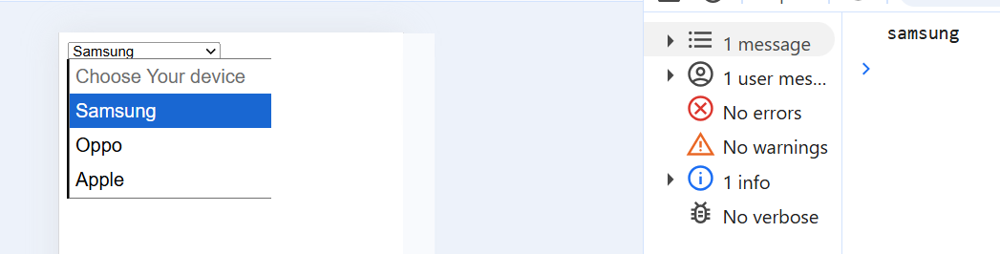 Samsung
Choose Your device
Samsung
Oppo
Apple
1 message
1 user mes...
No errors
No warnings
1 info
No verbose
samsung